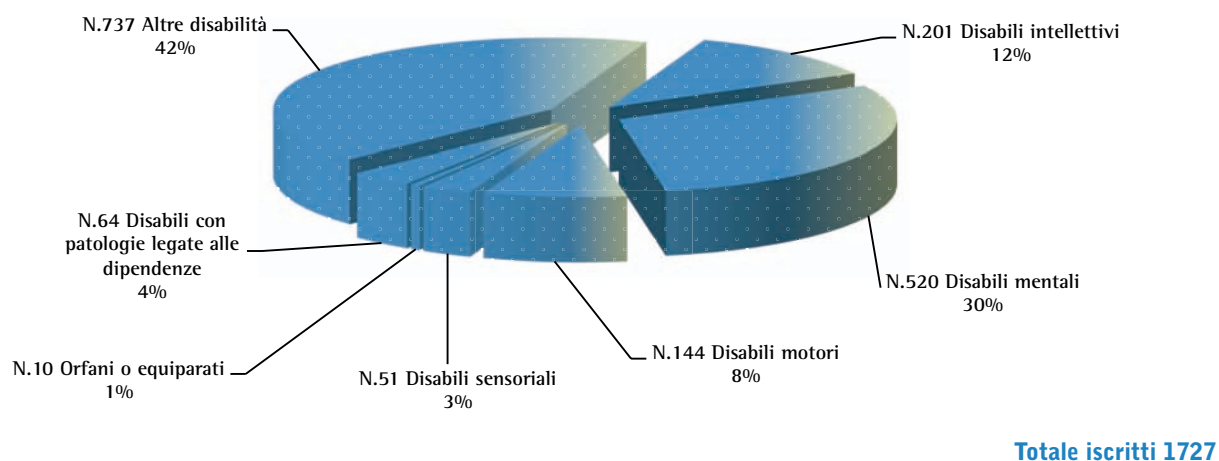 N.737 Altre disabilità
42%
N.201 Disabili intellettivi
12%
N.64 Disabili con
patologie legate alle
dipendenze
4%
N.520 Disabili mentali
30%
N.10 Orfani o equiparati
1%
N.51 Disabili sensoriali
3%
N.144 Disabili motori
8%
Totale iscritti 1727